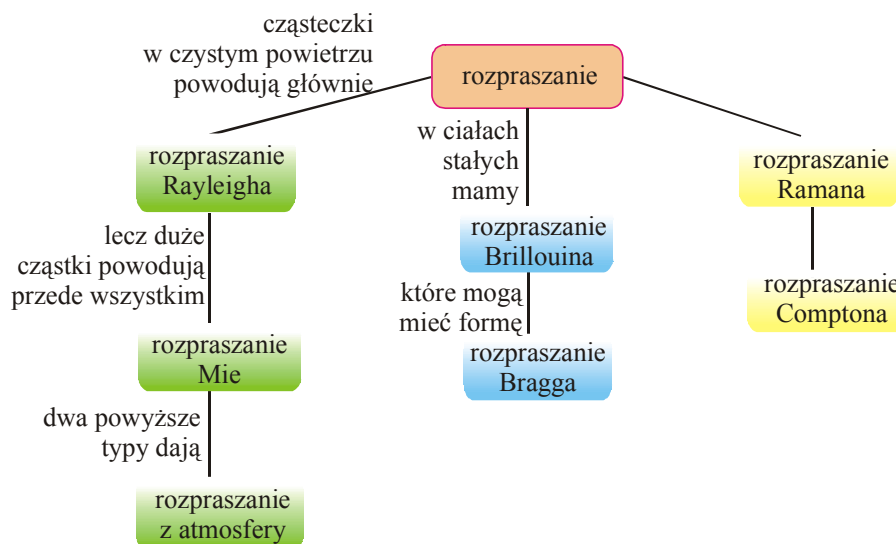 cząsteczki
w czystym powietrzu
powodują głównie
rozpraszanie
rozpraszanie
Rayleigha
lecz duże
cząstki powodują
przede wszystkim
rozpraszanie
Mie
dwa powyższe
typy dają
rozpraszanie
z atmosfery
w ciałach
stałych
mamy
rozpraszanie
Brillouina
które mogą
mieć formę
rozpraszanie
Bragga
rozpraszanie
Ramana
rozpraszanie
Comptona